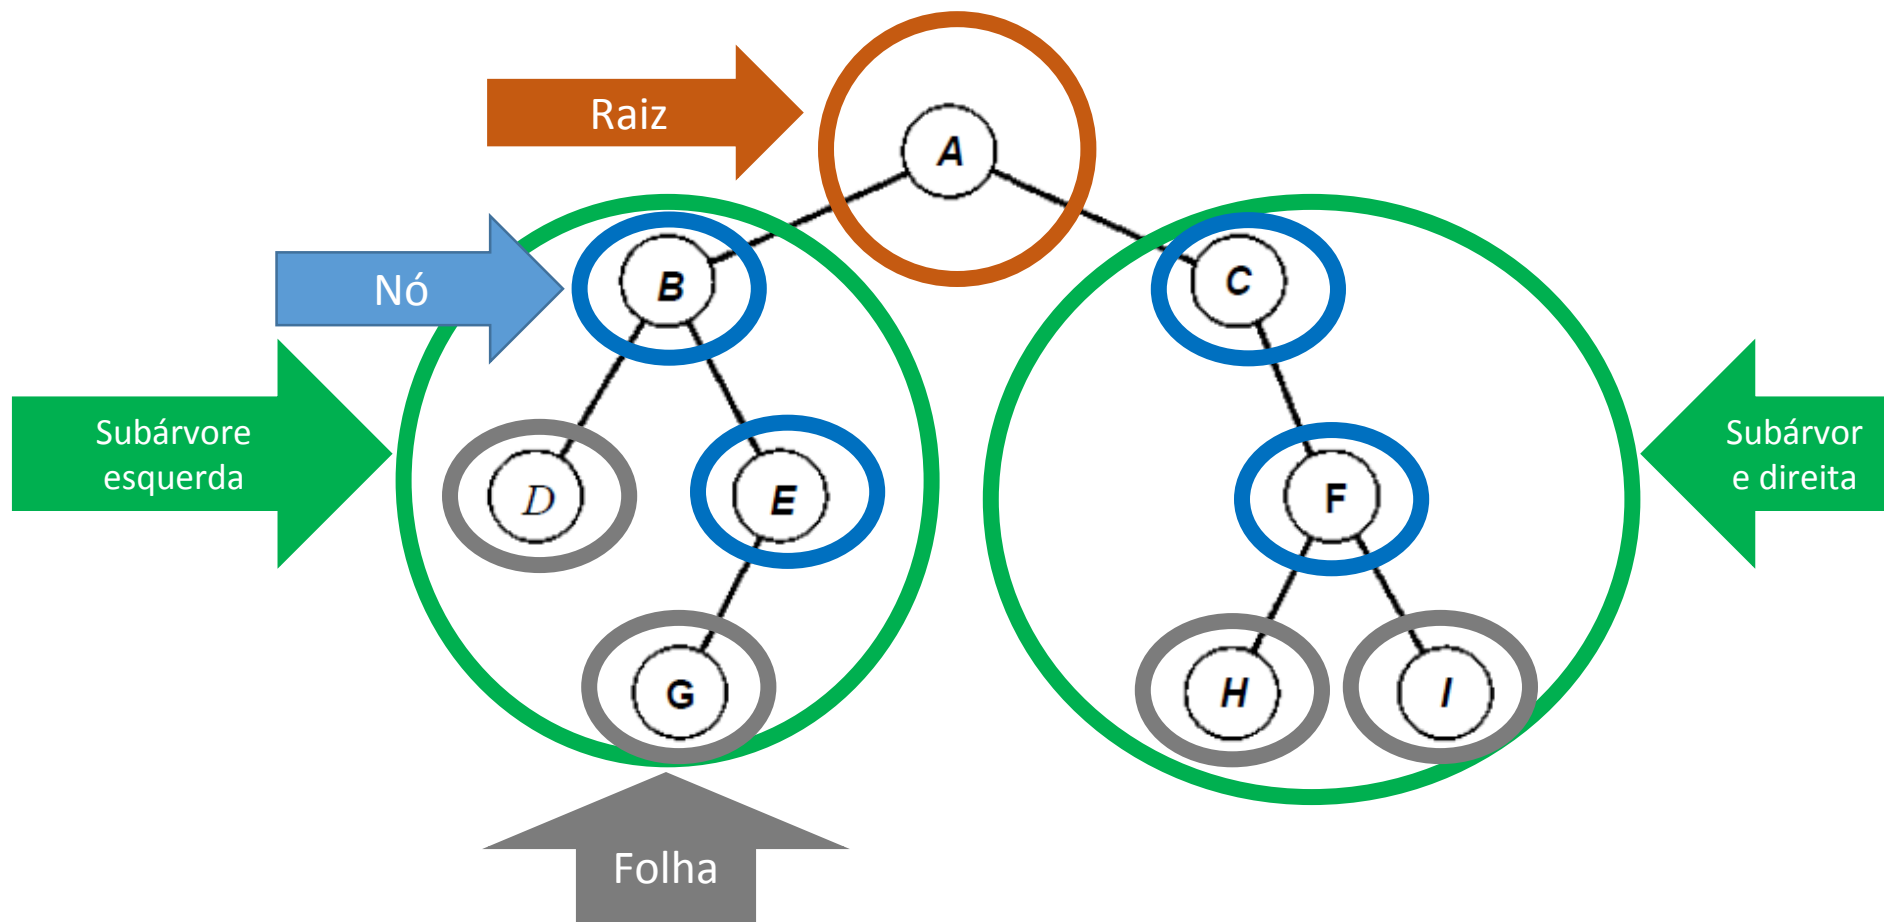 Raiz
A
Nó
B
C
Subárvore
esquerda
Subárvor
e direita
D
E
F
G
H
I
Folha